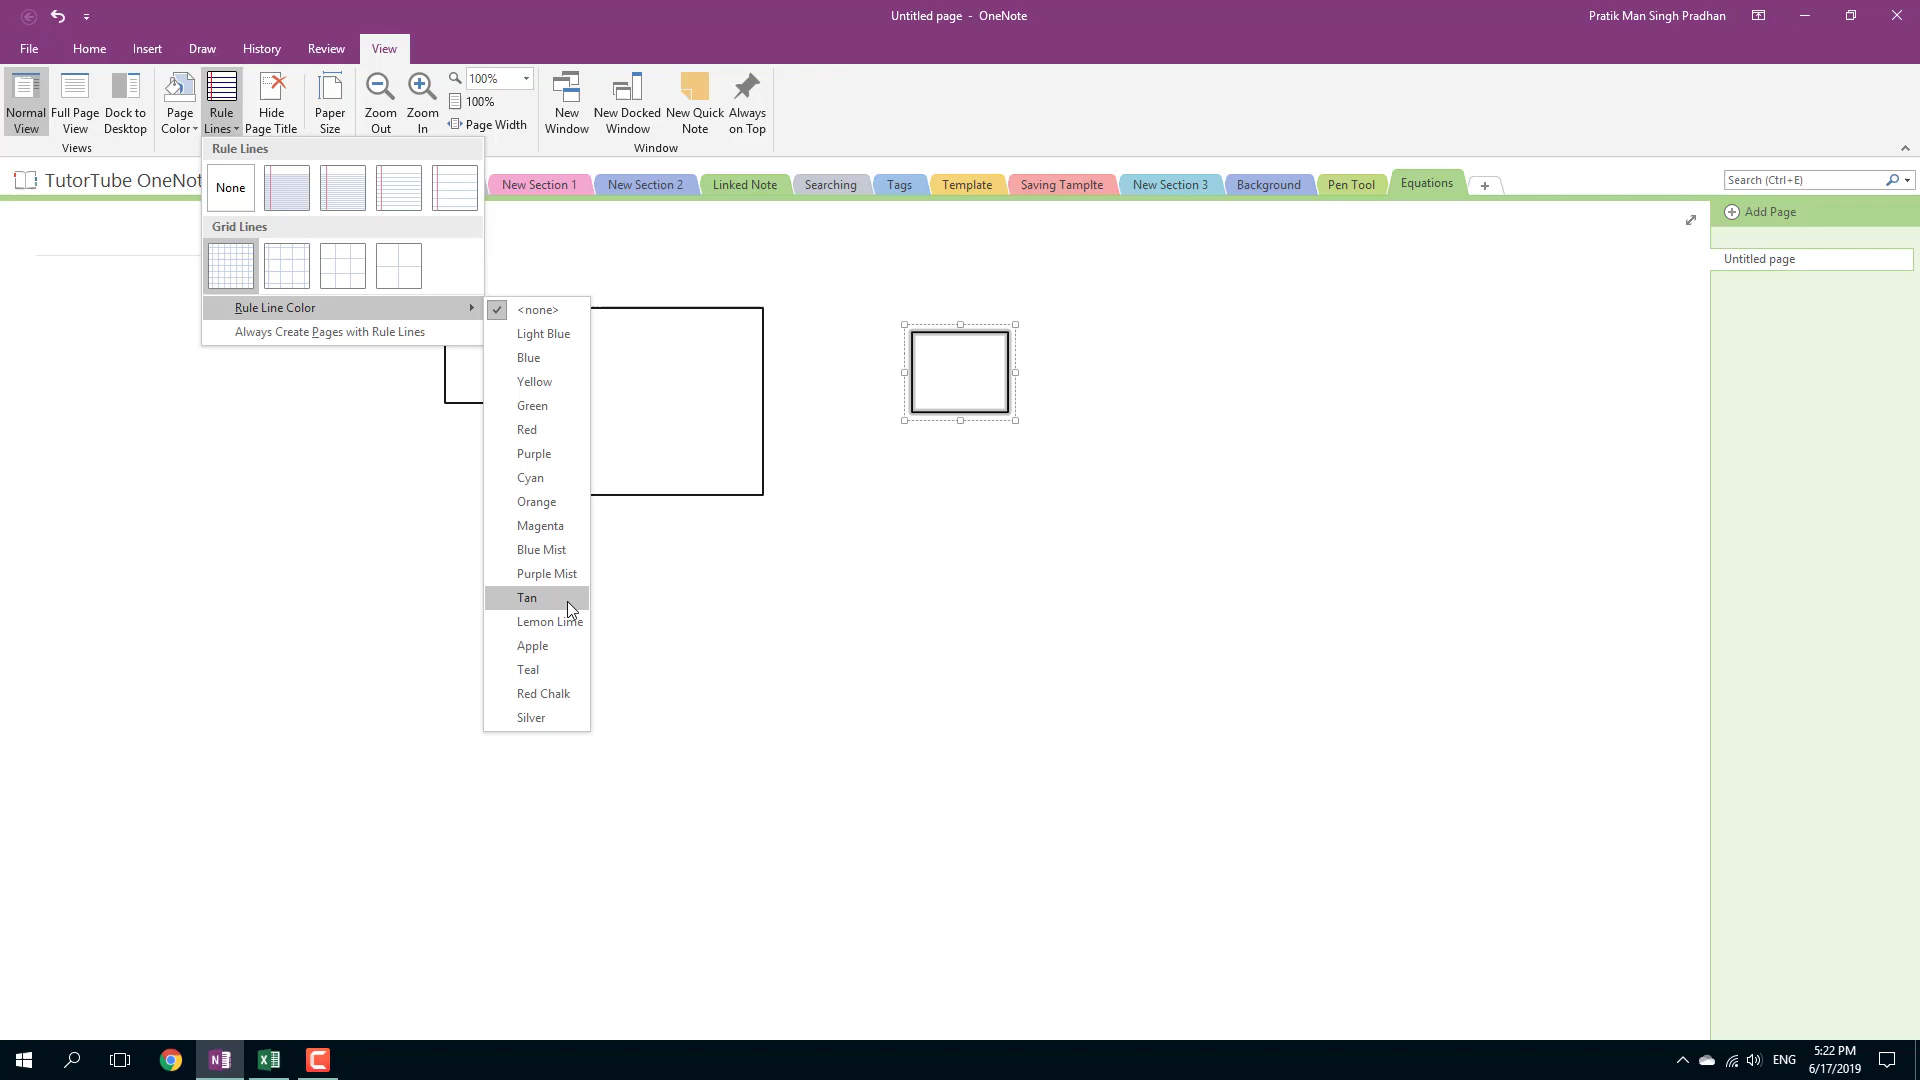 Untitled page - OneNote
Pratik Man Singh Pradhan
File
Home
Insert
Draw
History
Review
View
Normal View
Full Page View
Dock to Desktop
Page Color
Rule Lines
Hide Page Title
Paper Size
Zoom Out
Zoom In
100%
100%
Page Width
New Window
New Docked Window
New Quick Note
Always on Top
Views
Window
Rule Lines
None
Grid Lines
Rule Line Color
Always Create Pages with Rule Lines
TutorTube OneNot
New Section 1
New Section 2
Linked Note
Searching
Tags
Template
Saving Tamplte
New Section 3
Background
Pen Tool
Equations
Search (Ctrl+E)
Add Page
Untitled page
<none>
Light Blue
Blue
Yellow
Green
Red
Purple
Cyan
Orange
Magenta
Blue Mist
Purple Mist
Tan
Lemon Lime
Apple
Teal
Red Chalk
Silver
ENG
5:22 PM
6/17/2019